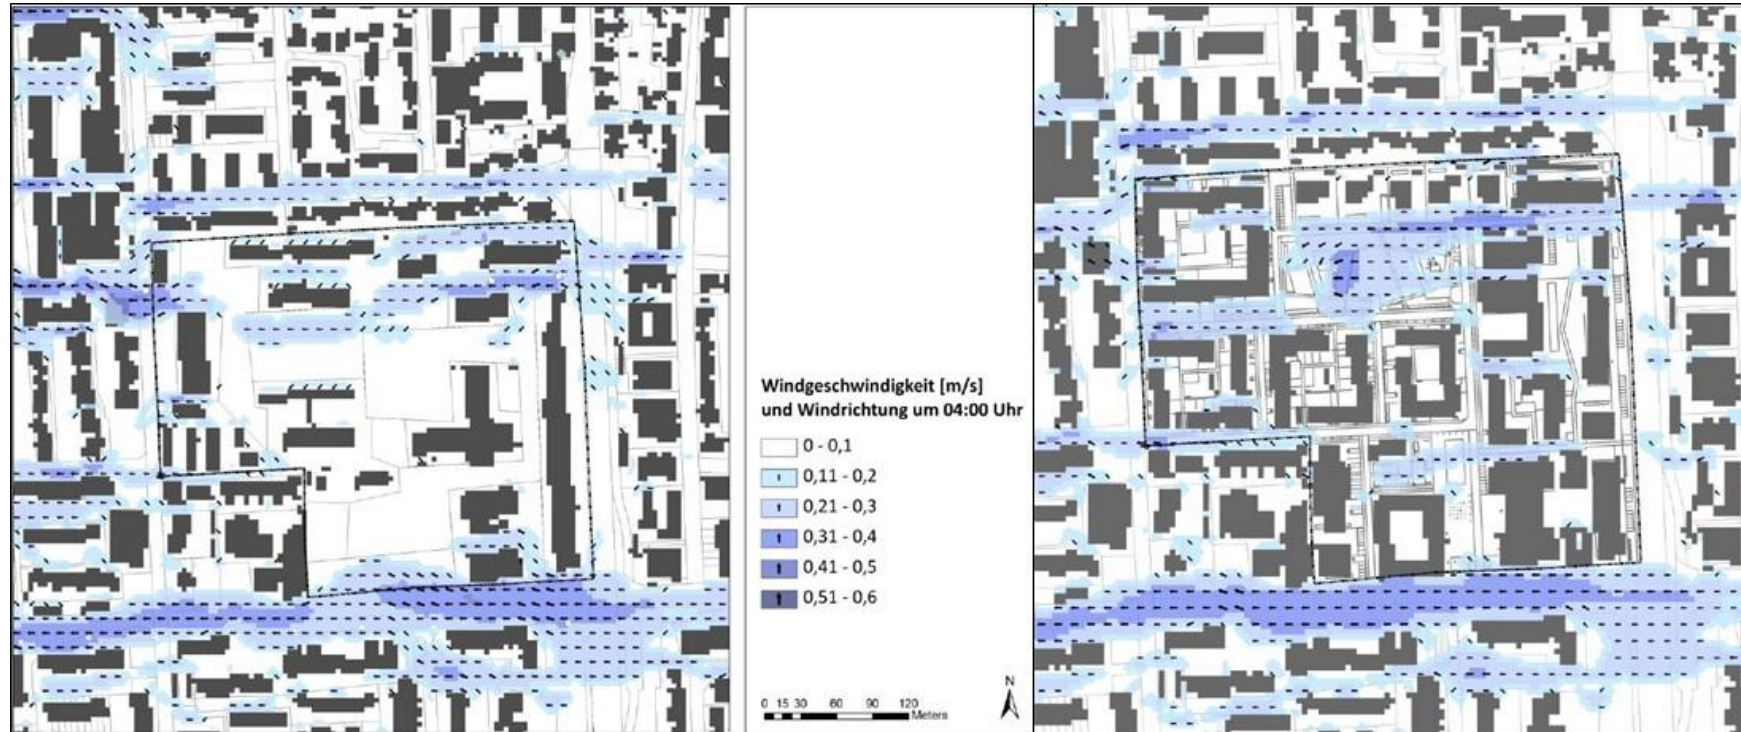 Windgeschwindigkeit [m/s]
und Windrichtung um 04:00 Uhr
0 - 0,1
0,11 - 0,2
0,21 - 0,3
0,31 - 0,4
0,41 - 0,5
0,51 - 0,6
N
0 15 30 60 90 120
Meters